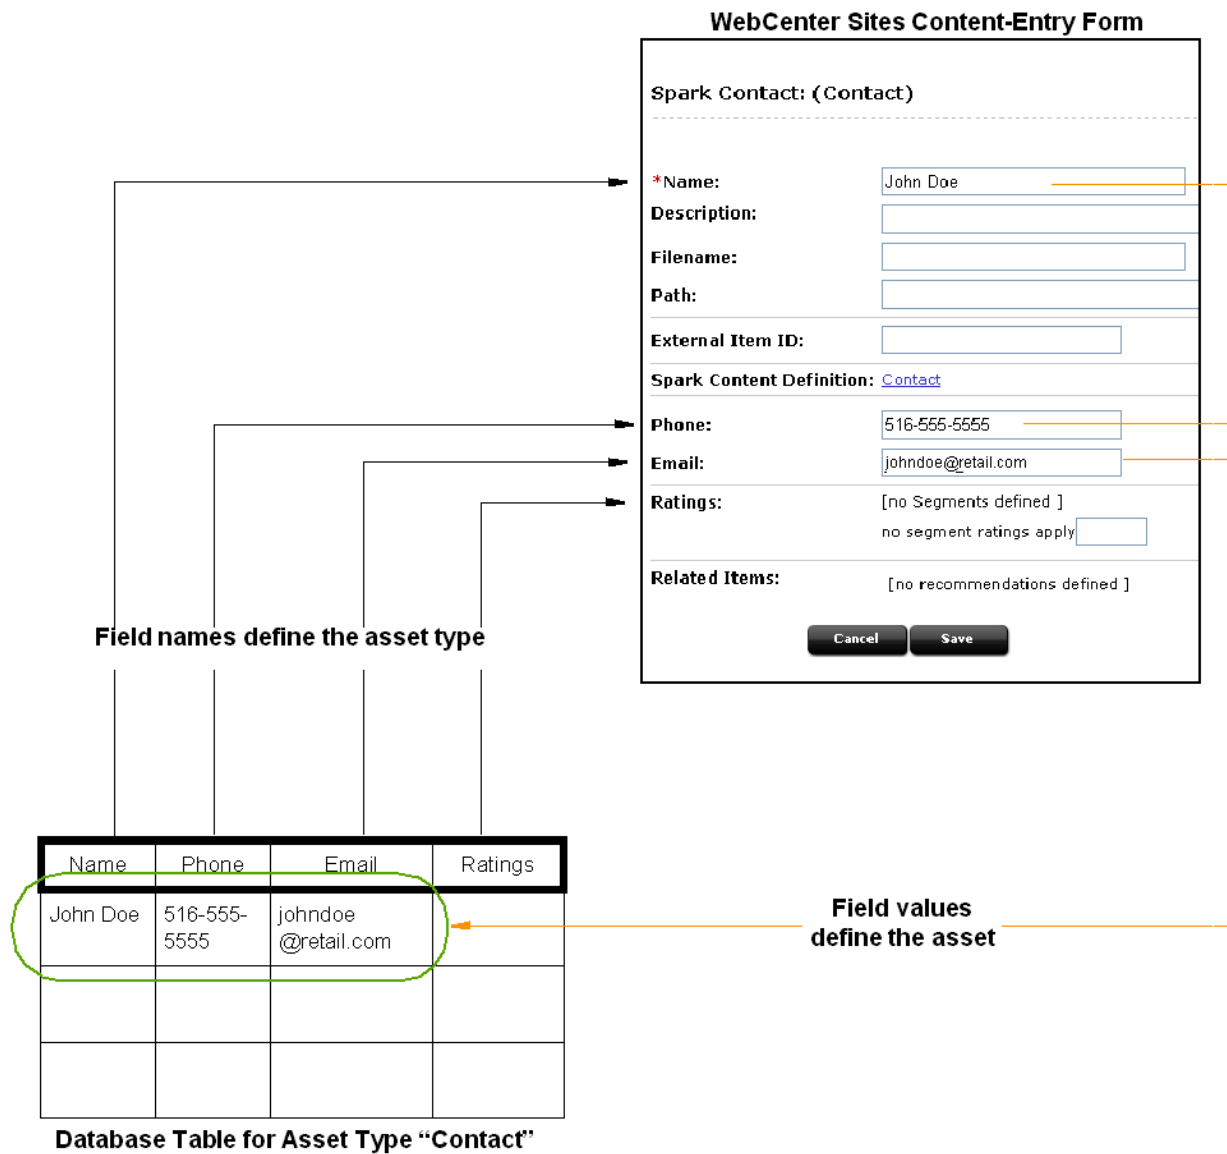 WebCenter Sites Content-Entry Form
Spark Contact: (Contact)
*Name: John Doe
Description:
Filename:
Path:
External Item ID:
Spark Content Definition: Contact
Phone: 516-555-5555
Email: johndoe@retail.com
Ratings: [no Segments defined ]
no segment ratings apply
Related Items: [no recommendations defined ]
Cancel Save
Field names define the asset type
Name Phone Email Ratings
John Doe 516-555- johndoe
5555 @retail.com
Field values
define the asset
Database Table for Asset Type “Contact”